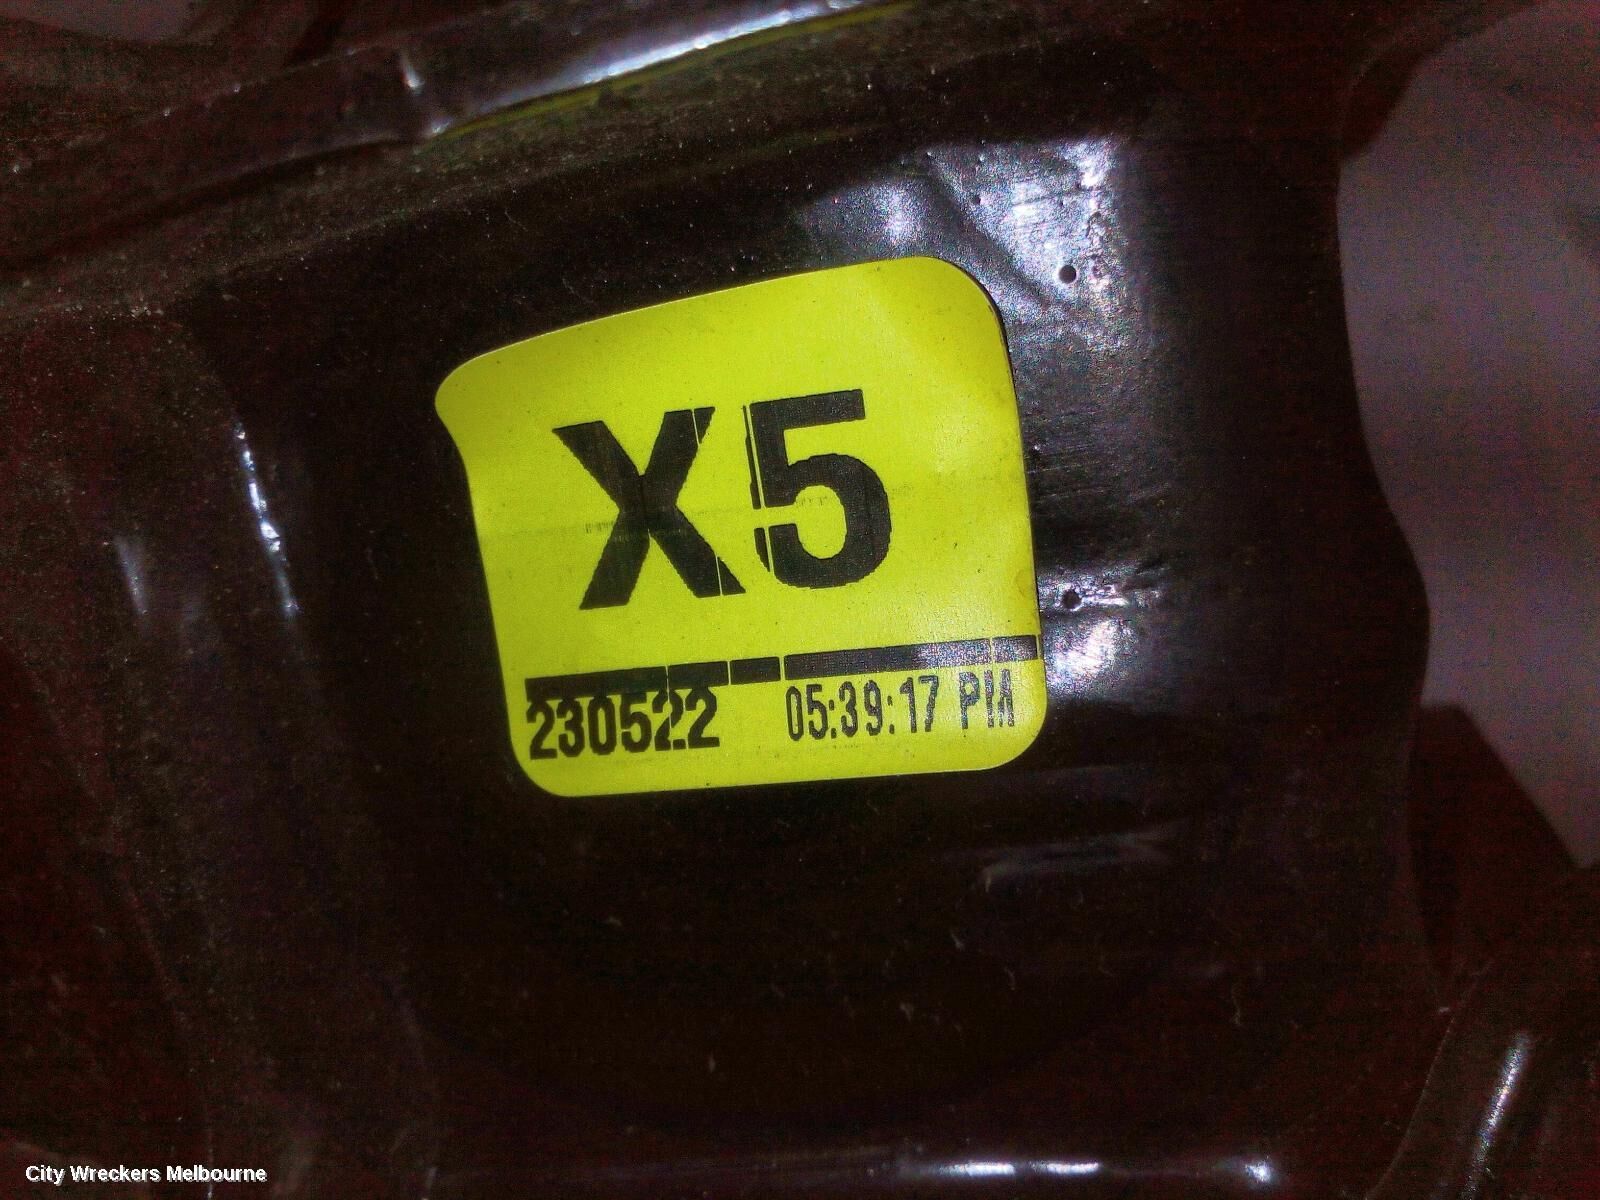 X5
230522 05:39:17 PM
City Wreckers Melbourne